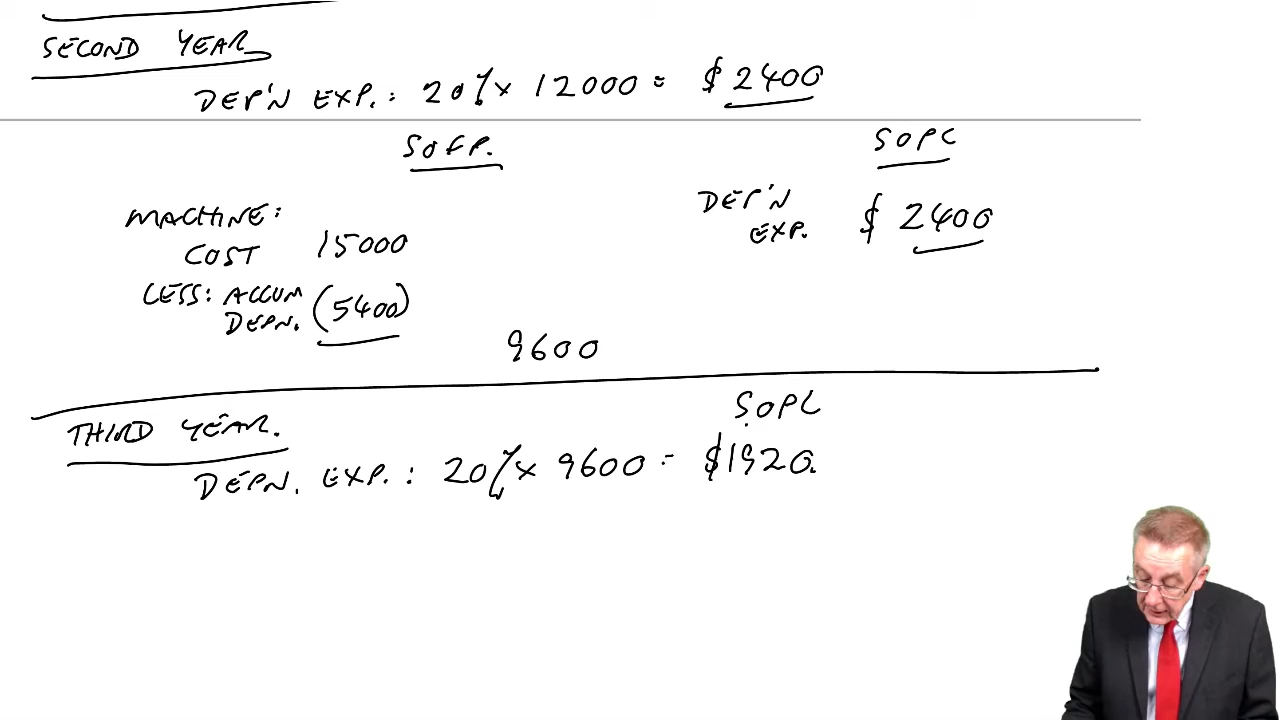 SECOND YEAR
DEP'N EXP.: 20% x 12000 = $2400
SOFP.
SOPL
MACHINE:
COST 15000
LESS: ACCUM DEPN. (5400)
9600
DEP'N EXP. $2400
THIRD YEAR.
SOPL
DEPN. EXP.: 20% x 9600 = $1920.